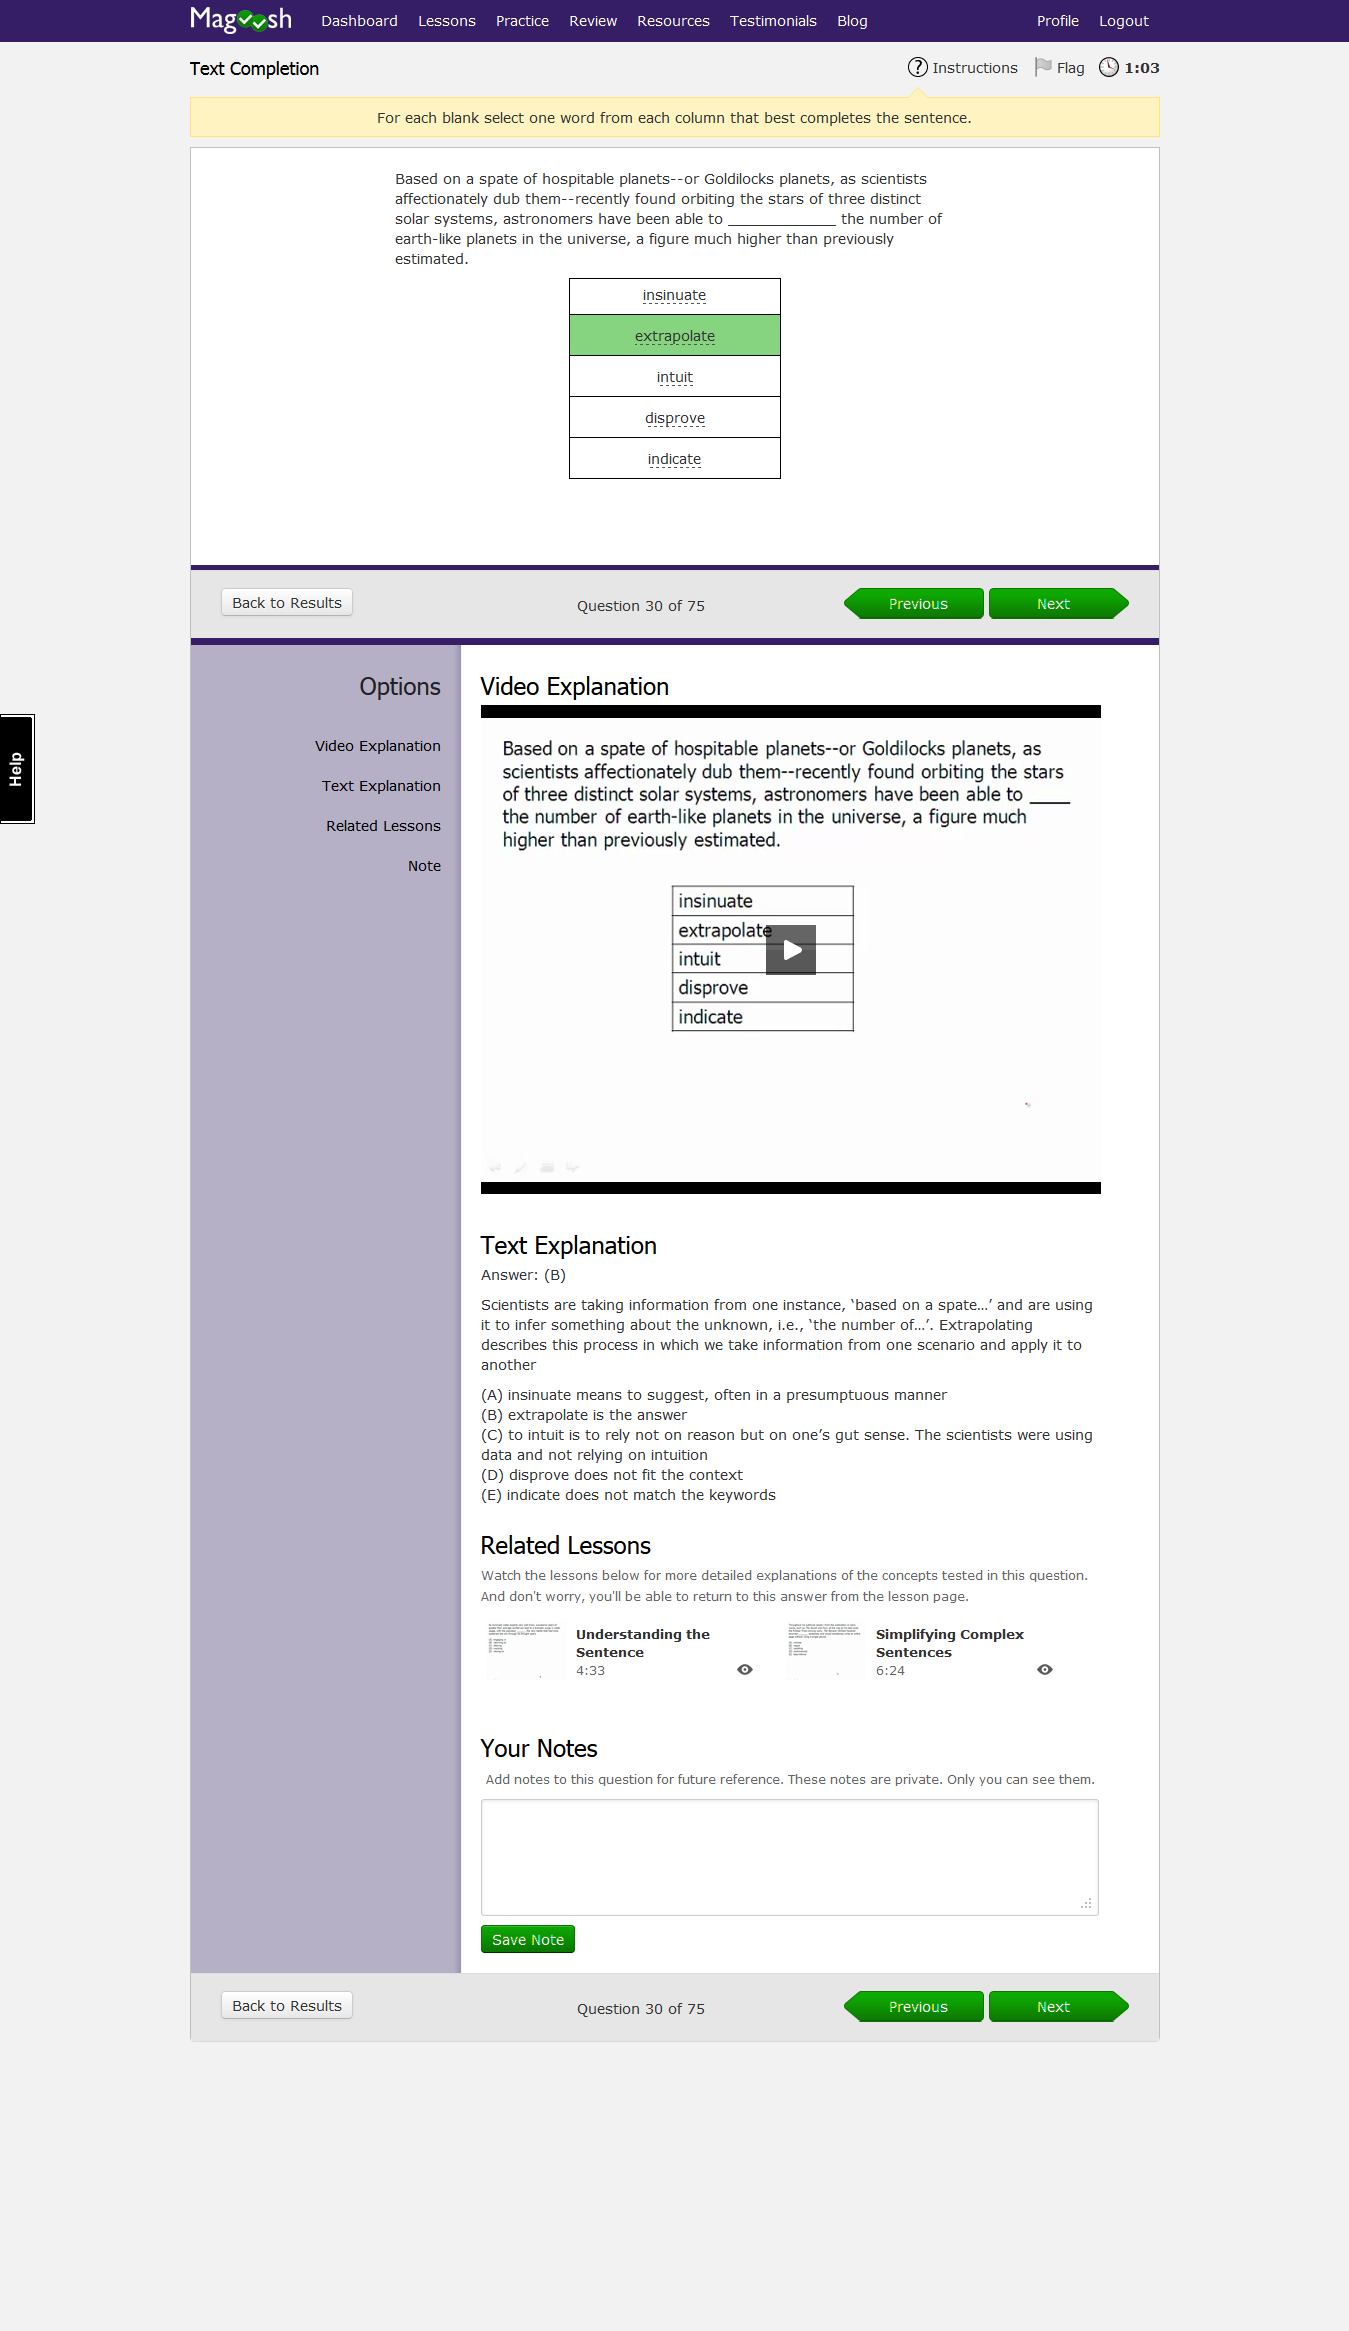 Magoosh Dashboard Lessons Practice Review Resources Testimonials Blog Profile Logout
Text Completion Instructions Flag 1:03
For each blank select one word from each column that best completes the sentence.
Based on a spate of hospitable planets--or Goldilocks planets, as scientists
affectionately dub them--recently found orbiting the stars of three distinct
solar systems, astronomers have been able to ____________ the number of
earth-like planets in the universe, a figure much higher than previously
estimated.
insinuate
extrapolate
intuit
disprove
indicate
Back to Results Question 30 of 75 Previous Next
Help
Options
Video Explanation
Text Explanation
Related Lessons
Note
Video Explanation
Based on a spate of hospitable planets--or Goldilocks planets, as
scientists affectionately dub them--recently found orbiting the stars
of three distinct solar systems, astronomers have been able to ____
the number of earth-like planets in the universe, a figure much
higher than previously estimated.
insinuate
extrapolate
intuit
disprove
indicate
Text Explanation
Answer: (B)
Scientists are taking information from one instance, ‘based on a spate…’ and are using
it to infer something about the unknown, i.e., ‘the number of…’. Extrapolating
describes this process in which we take information from one scenario and apply it to
another
(A) insinuate means to suggest, often in a presumptuous manner
(B) extrapolate is the answer
(C) to intuit is to rely not on reason but on one’s gut sense. The scientists were using
data and not relying on intuition
(D) disprove does not fit the context
(E) indicate does not match the keywords
Related Lessons
Watch the lessons below for more detailed explanations of the concepts tested in this question.
And don't worry, you'll be able to return to this answer from the lesson page.
Understanding the
Sentence
4:33
Simplifying Complex
Sentences
6:24
Your Notes
Add notes to this question for future reference. These notes are private. Only you can see them.
Save Note
Back to Results Question 30 of 75 Previous Next